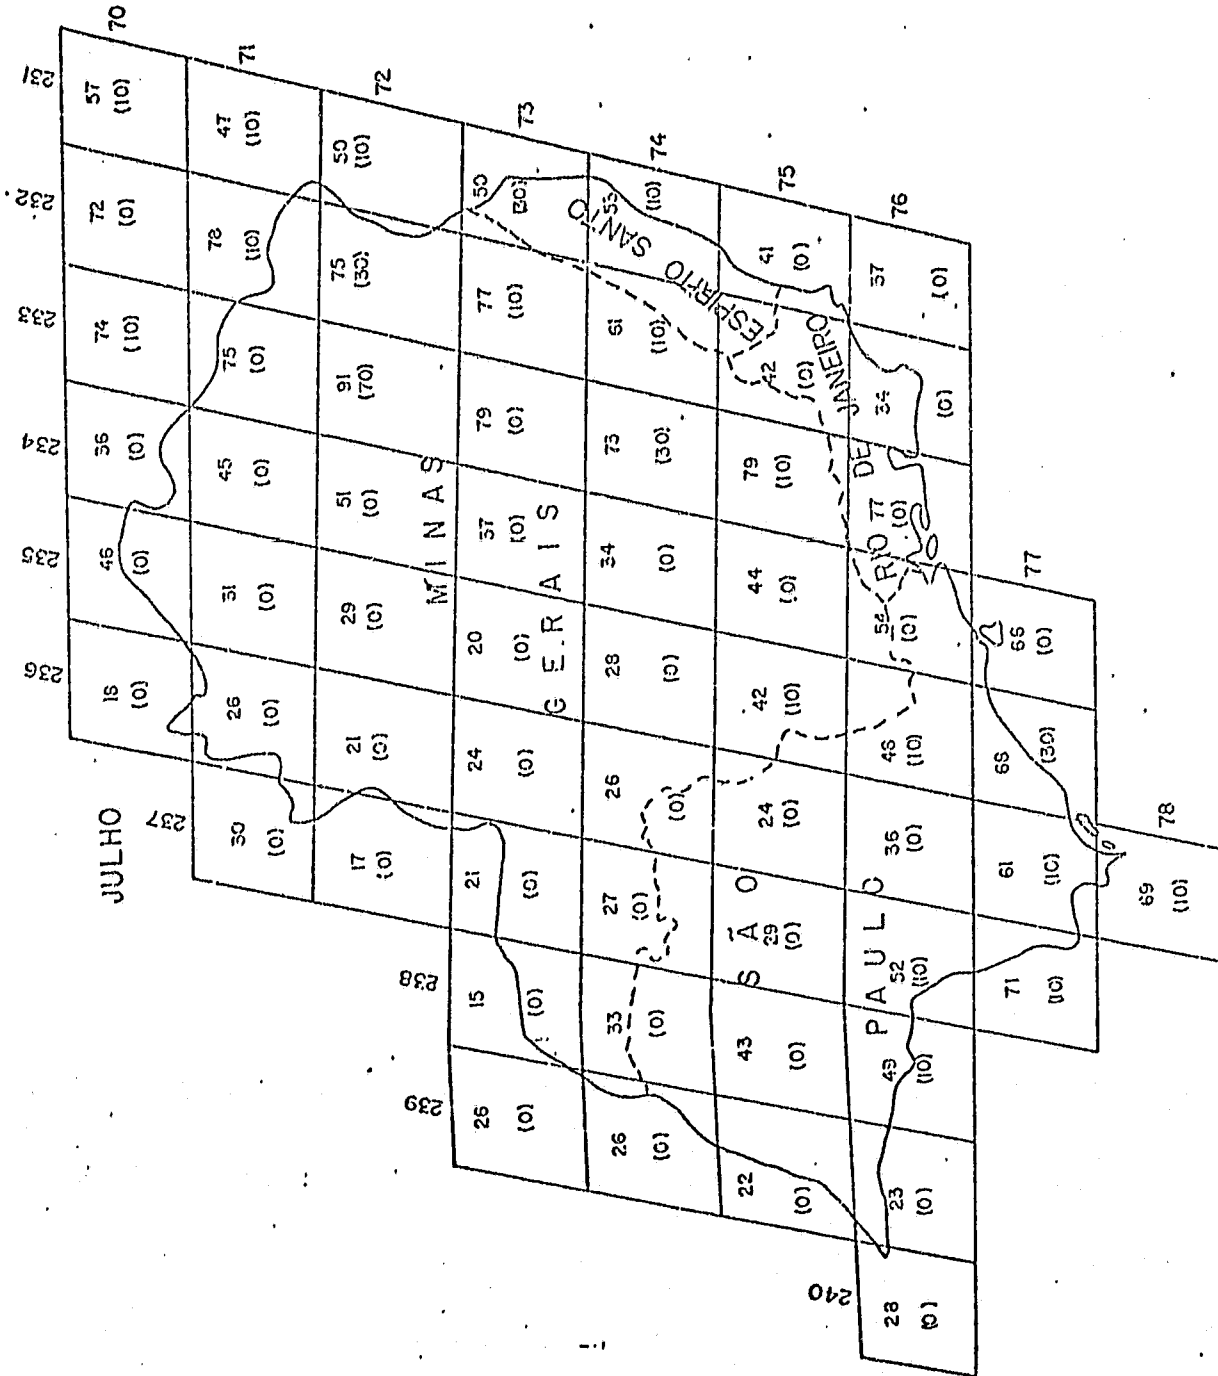 JULHO
236 235 234 233 232 231
18 46 36 74 72 57 70
(0) (0) (0) (10) (0) (10)
237
30 26 31 45 75 78 47 71
(0) (0) (0) (0) (0) (10) (10)
17 21 29 51 91 75 50 72
(0) (0) (0) (0) (70) (30) (10)
MINAS
239 238
26 15 21 24 20 37 79 77 50 73
(0) (0) (0) (0) (0) (0) (0) (10) (30)
GERAIS
26 33 27 26 28 34 73 61 53 74
(0) (0) (0) (0) (0) (0) (30) (10) (10)
ESPIRITO SANTO
SÃO
22 43 29 24 42 44 79 42 41 75
(0) (0) (0) (0) (10) (0) (10) (0) (0)
240
PAULO
RIO DE JANEIRO
28 23 49 52 36 48 54 77 34 37 76
(0) (0) (10) (10) (0) (10) (0) (0) (0) (0)
71 61 68 66 77
(10) (10) (30) (0)
69 78
(10)